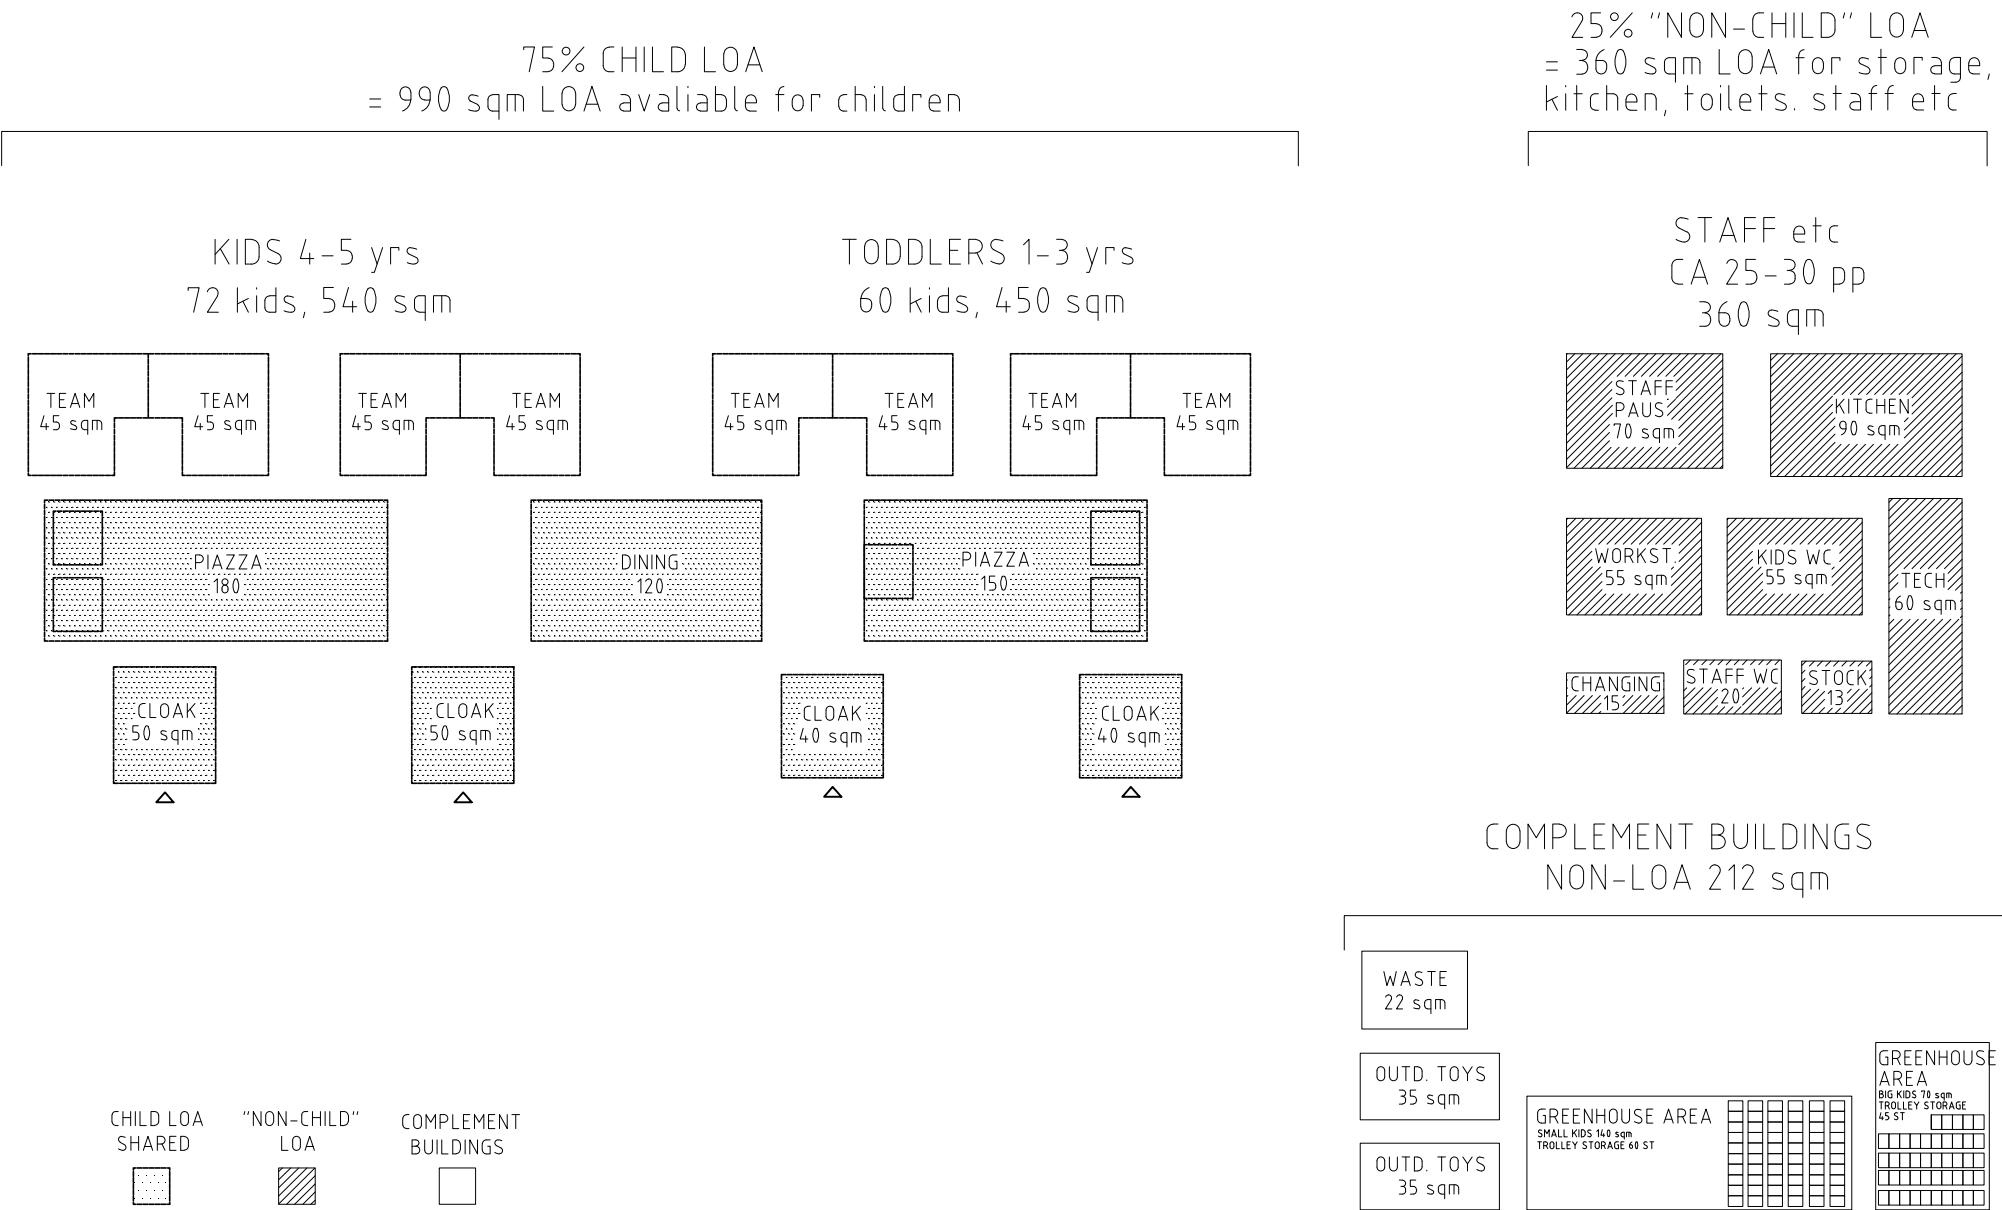 75% CHILD LOA
= 990 sqm LOA avaliable for children
25% "NON-CHILD" LOA
= 360 sqm LOA for storage,
kitchen, toilets. staff etc
KIDS 4-5 yrs
72 kids, 540 sqm
TODDLERS 1-3 yrs
60 kids, 450 sqm
STAFF etc
CA 25-30 pp
360 sqm
TEAM
45 sqm
TEAM
45 sqm
TEAM
45 sqm
TEAM
45 sqm
TEAM
45 sqm
TEAM
45 sqm
TEAM
45 sqm
TEAM
45 sqm
STAFF
PAUS
70 sqm
KITCHEN
90 sqm
PIAZZA
180
DINING
120
PIAZZA
150
WORKST.
55 sqm
KIDS WC
55 sqm
TECH
60 sqm
CLOAK
50 sqm
CLOAK
50 sqm
CLOAK
40 sqm
CLOAK
40 sqm
CHANGING
15
STAFF WC
20
STOCK
13
COMPLEMENT BUILDINGS
NON-LOA 212 sqm
WASTE
22 sqm
OUTD. TOYS
35 sqm
OUTD. TOYS
35 sqm
GREENHOUSE AREA
SMALL KIDS 140 sqm
TROLLEY STORAGE 60 ST
GREENHOUSE
AREA
BIG KIDS 70 sqm
TROLLEY STORAGE
45 ST
CHILD LOA
SHARED
"NON-CHILD"
LOA
COMPLEMENT
BUILDINGS